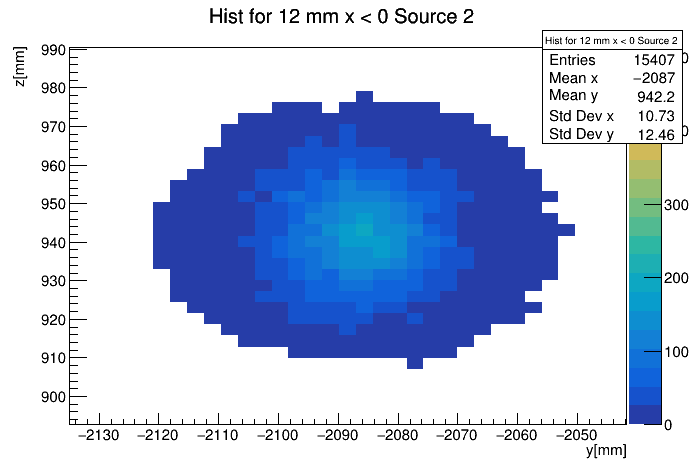 Hist for 12 mm x < 0 Source 2
z[mm]
Hist for 12 mm x < 0 Source 2
Entries 15407
Mean x −2087
Mean y 942.2
Std Dev x 10.73
Std Dev y 12.46
990
980
970
960
950
940
930
920
910
900
300
200
100
0
−2130 −2120 −2110 −2100 −2090 −2080 −2070 −2060 −2050
y[mm]